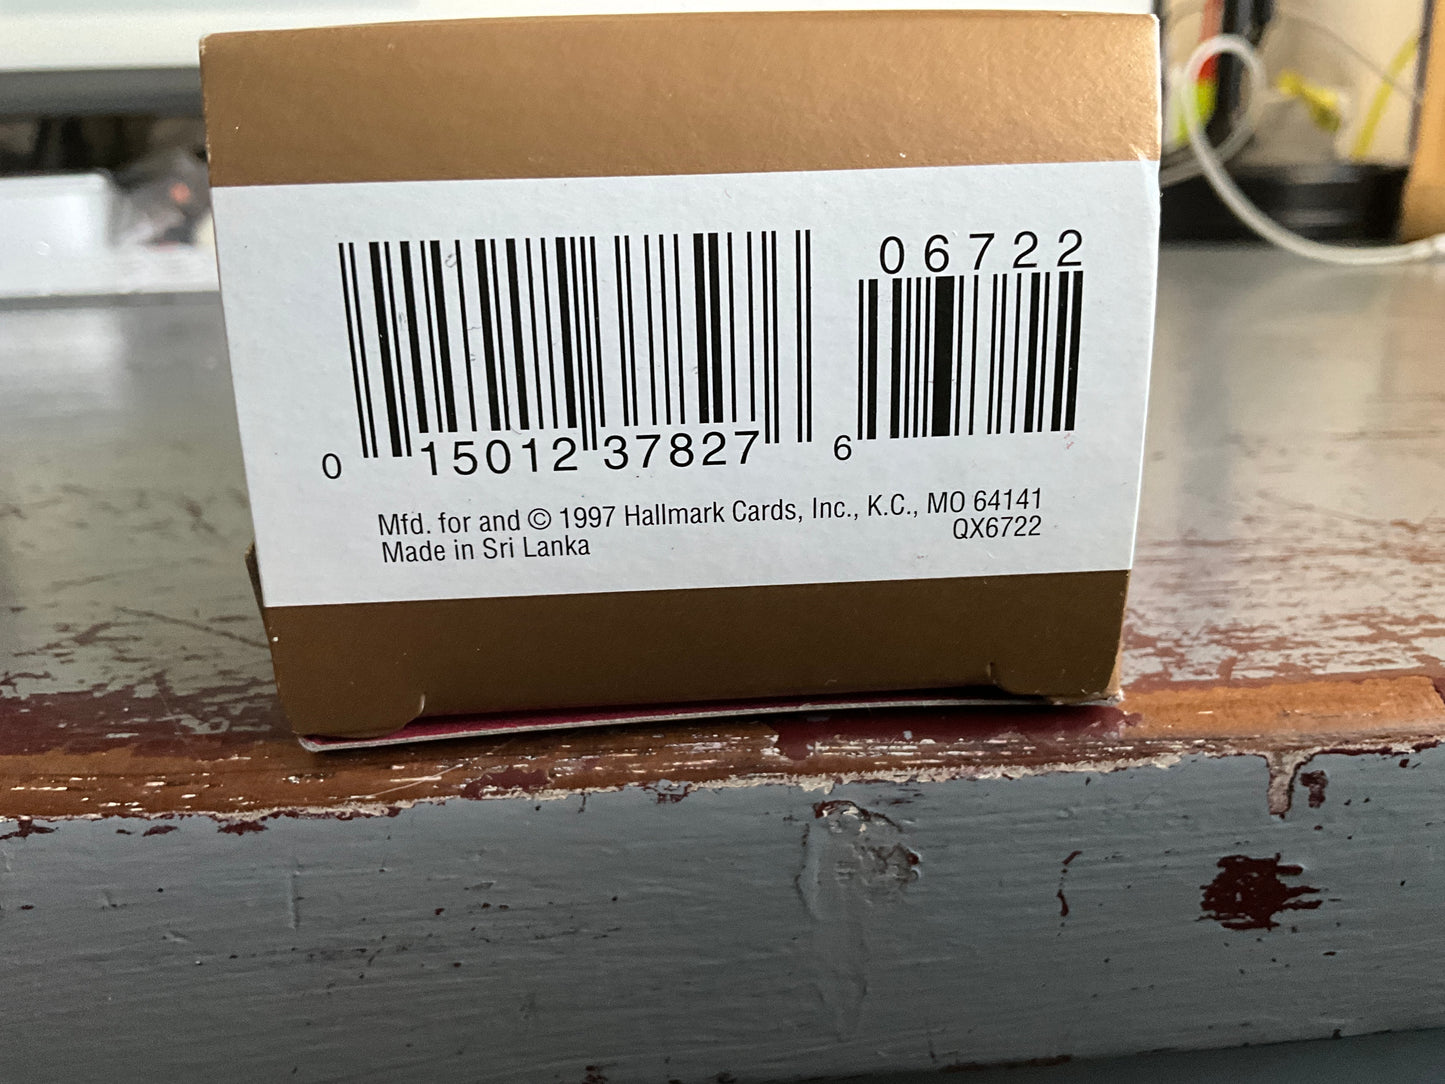 06722
0 15012 37827 6
Mfd. for and © 1997 Hallmark Cards, Inc., K.C., MO 64141
QX6722
Made in Sri Lanka